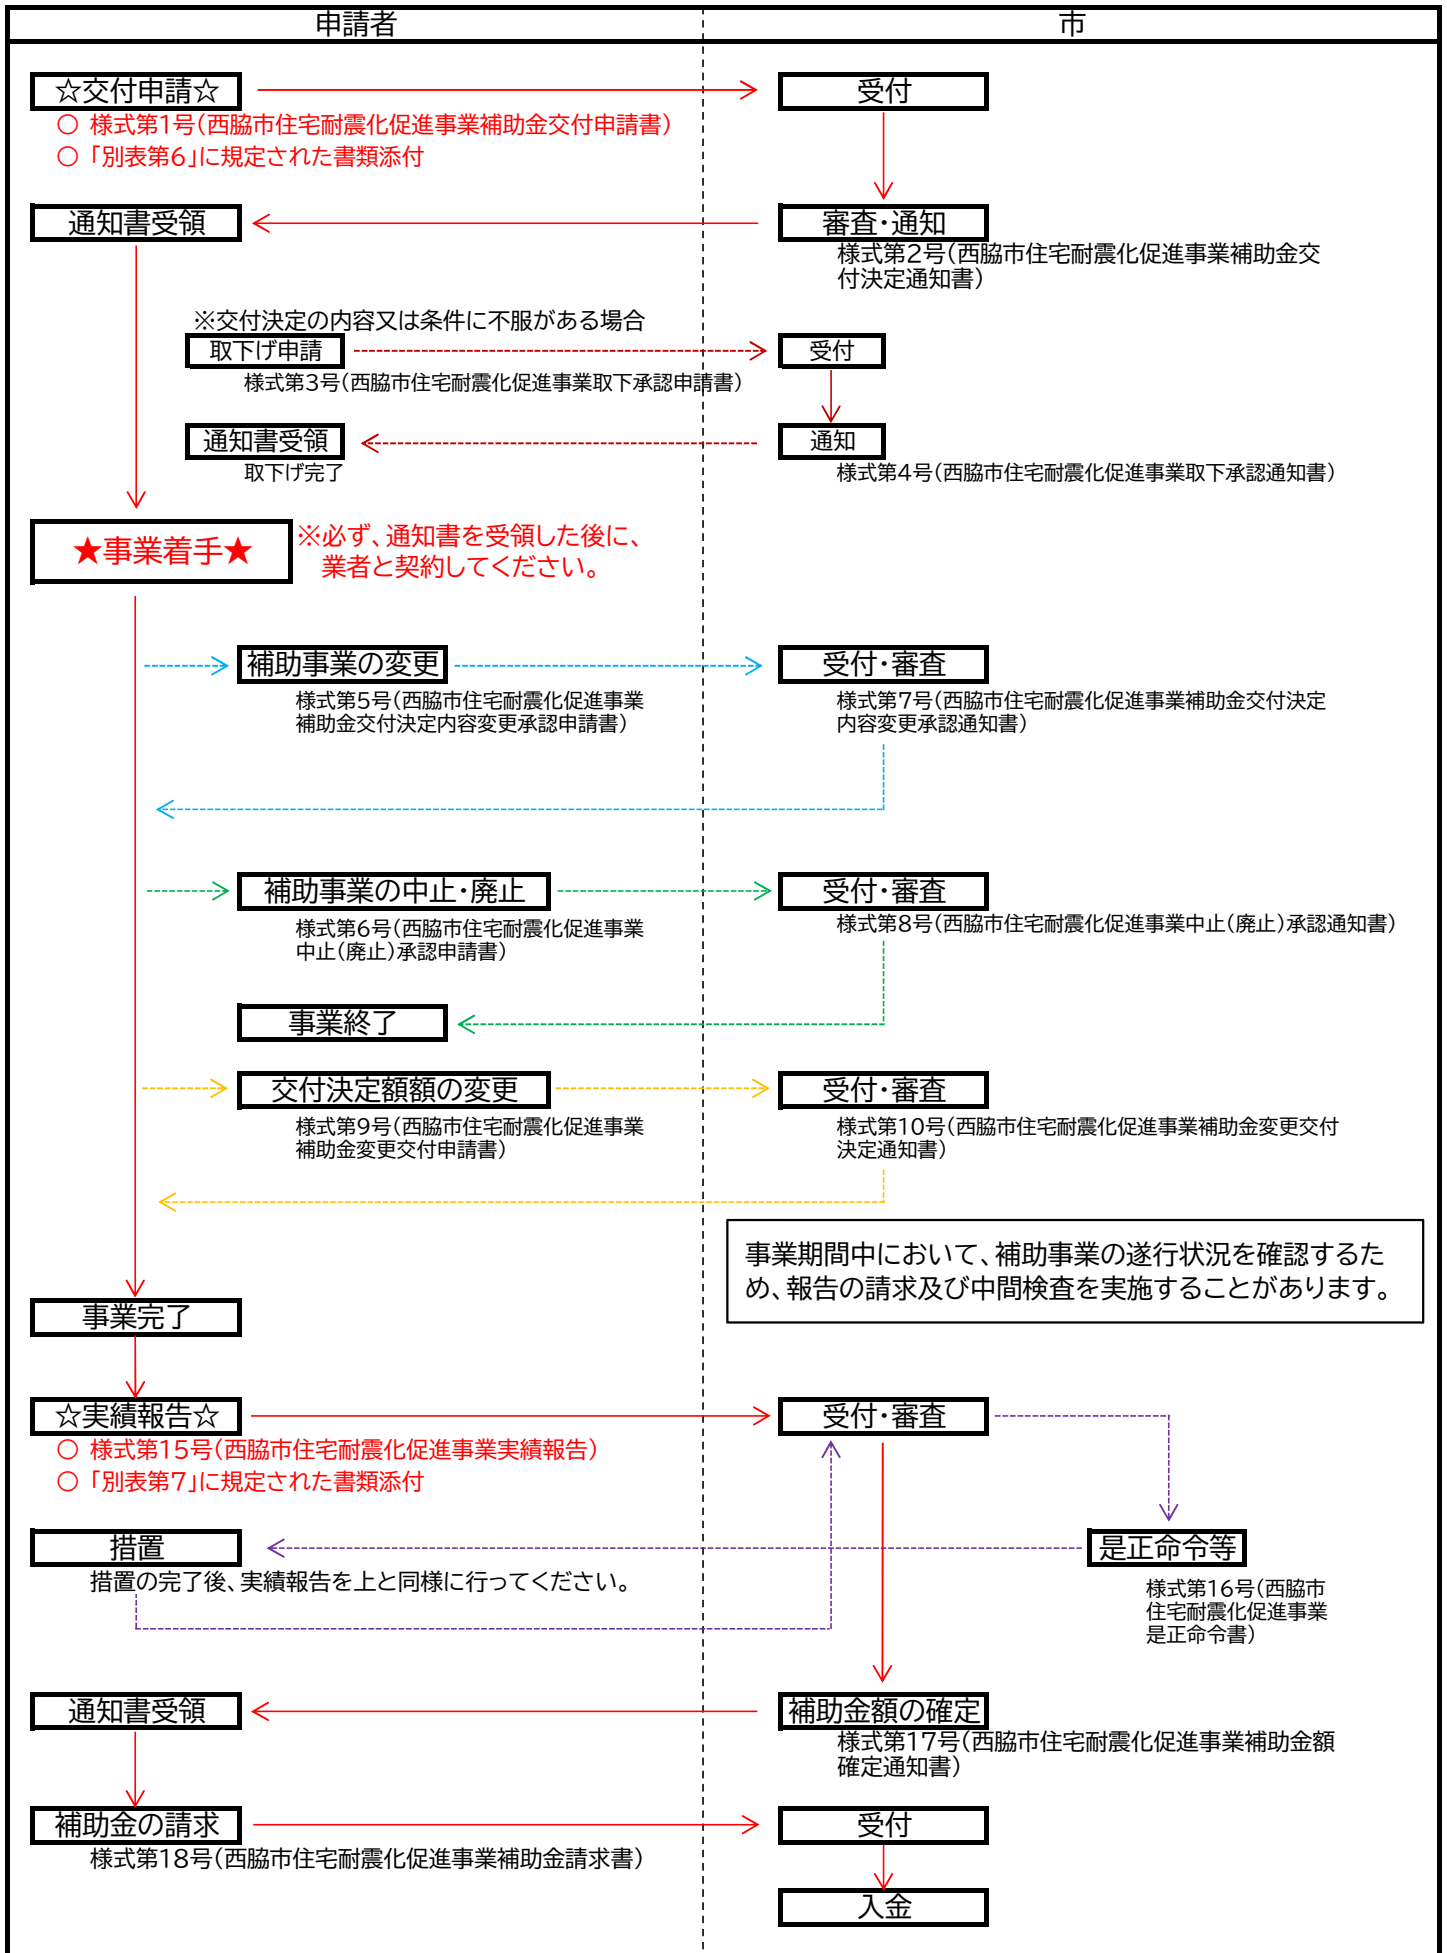 申請者
市
☆交付申請☆
受付
○ 様式第1号（西脇市住宅耐震化促進事業補助金交付申請書）
○ 「別表第6」に規定された書類添付
通知書受領
審査・通知
様式第2号（西脇市住宅耐震化促進事業補助金交
付決定通知書）
※交付決定の内容又は条件に不服がある場合
取下げ申請
受付
様式第3号（西脇市住宅耐震化促進事業取下承認申請書）
通知書受領
通知
取下げ完了
様式第4号（西脇市住宅耐震化促進事業取下承認通知書）
★事業着手★
※必ず、通知書を受領した後に、
業者と契約してください。
補助事業の変更
受付・審査
様式第5号（西脇市住宅耐震化促進事業
補助金交付決定内容変更承認申請書）
様式第7号（西脇市住宅耐震化促進事業補助金交付決定
内容変更承認通知書）
補助事業の中止・廃止
受付・審査
様式第6号（西脇市住宅耐震化促進事業
中止（廃止）承認申請書）
様式第8号（西脇市住宅耐震化促進事業中止（廃止）承認通知書）
事業終了
交付決定額額の変更
受付・審査
様式第9号（西脇市住宅耐震化促進事業
補助金変更交付申請書）
様式第10号（西脇市住宅耐震化促進事業補助金変更交付
決定通知書）
事業期間中において、補助事業の遂行状況を確認するた
め、報告の請求及び中間検査を実施することがあります。
事業完了
☆実績報告☆
受付・審査
○ 様式第15号（西脇市住宅耐震化促進事業実績報告）
○ 「別表第7」に規定された書類添付
措置
是正命令等
措置の完了後、実績報告を上と同様に行ってください。
様式第16号（西脇市
住宅耐震化促進事業
是正命令書）
通知書受領
補助金額の確定
様式第17号（西脇市住宅耐震化促進事業補助金額
確定通知書）
補助金の請求
受付
様式第18号（西脇市住宅耐震化促進事業補助金請求書）
入金